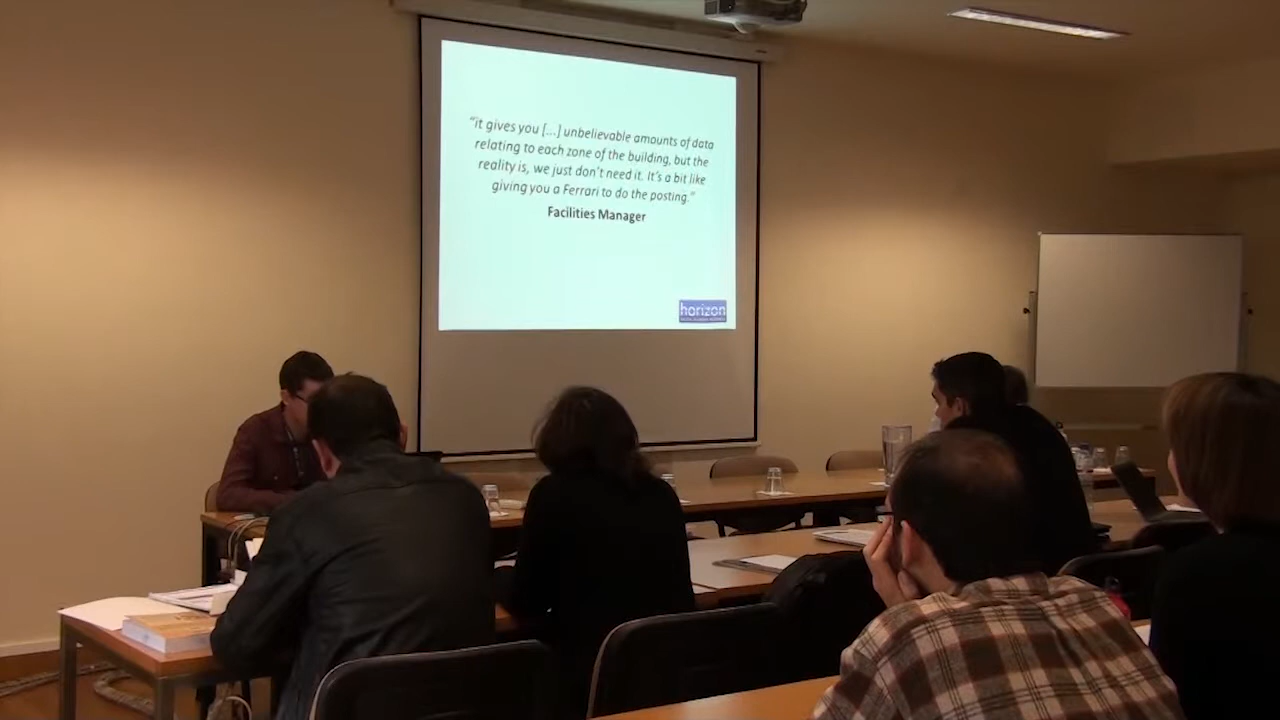 “it gives you [...] unbelievable amounts of data
relating to each zone of the building, but the
reality is, we just don't need it. It's a bit like
giving you a Ferrari to do the posting.”
Facilities Manager
horizon